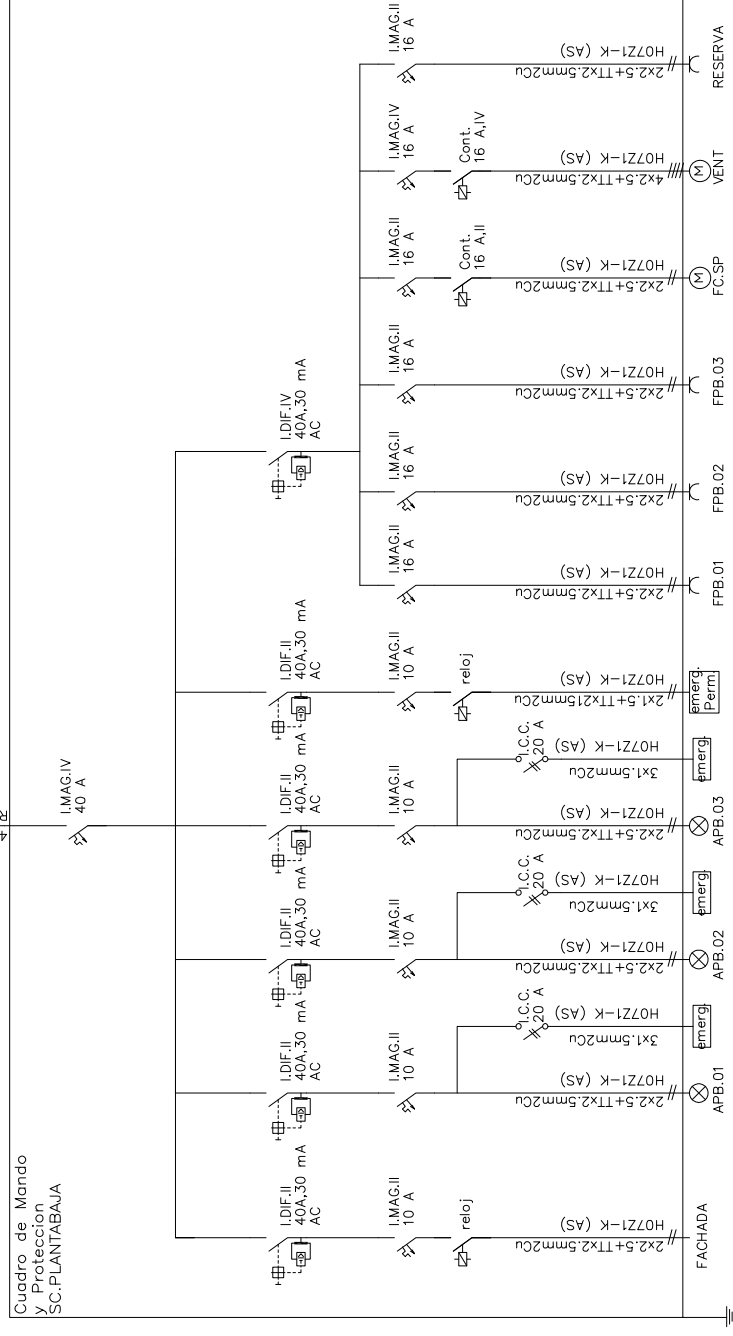 Cuadro de Mando
y Proteccion
SC.PLANTABAJA
I.MAG.IV
40 A
I.DIF.II
40A,30 mA
AC
I.MAG.II
10 A
reloj
2x2.5+TTx2.5mm2Cu
H07Z1-K (AS)
FACHADA
I.DIF.II
40A,30 mA
AC
I.MAG.II
10 A
2x2.5+TTx2.5mm2Cu
H07Z1-K (AS)
APB.01
I.C.C.
20 A
3x1.5mm2Cu
H07Z1-K (AS)
emerg.
I.DIF.II
40A,30 mA
AC
I.MAG.II
10 A
2x2.5+TTx2.5mm2Cu
H07Z1-K (AS)
APB.02
I.C.C.
20 A
3x1.5mm2Cu
H07Z1-K (AS)
emerg.
I.DIF.II
40A,30 mA
AC
I.MAG.II
10 A
2x2.5+TTx2.5mm2Cu
H07Z1-K (AS)
APB.03
I.C.C.
20 A
3x1.5mm2Cu
H07Z1-K (AS)
emerg.
I.DIF.II
40A,30 mA
AC
I.MAG.II
10 A
reloj
2x1.5+TTx215mm2Cu
H07Z1-K (AS)
emerg.
Perm.
I.DIF.IV
40A,30 mA
AC
I.MAG.II
16 A
2x2.5+TTx2.5mm2Cu
H07Z1-K (AS)
FPB.01
I.MAG.II
16 A
2x2.5+TTx2.5mm2Cu
H07Z1-K (AS)
FPB.02
I.MAG.II
16 A
2x2.5+TTx2.5mm2Cu
H07Z1-K (AS)
FPB.03
I.MAG.II
16 A
Cont.
16 A,II
2x2.5+TTx2.5mm2Cu
H07Z1-K (AS)
M
FC.SP
I.MAG.IV
16 A
Cont.
16 A,IV
4x2.5+TTx2.5mm2Cu
H07Z1-K (AS)
M
VENT
I.MAG.II
16 A
2x2.5+TTx2.5mm2Cu
H07Z1-K (AS)
RESERVA